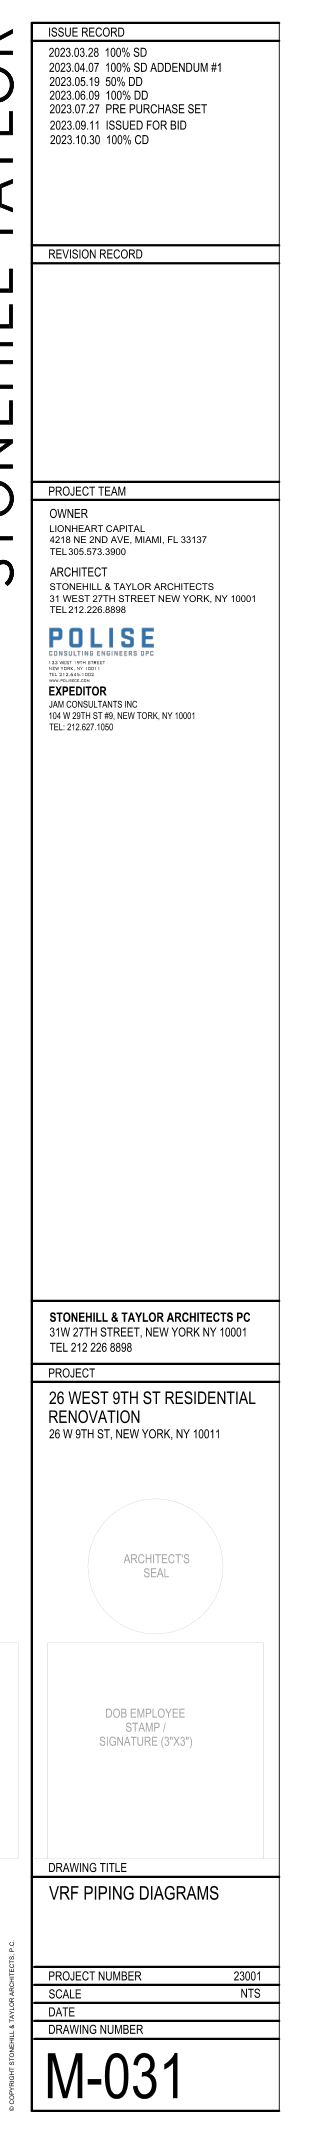 STONEHILL TAYLOR
ISSUE RECORD
2023.03.28 100% SD
2023.04.07 100% SD ADDENDUM #1
2023.05.19 50% DD
2023.06.09 100% DD
2023.07.27 PRE PURCHASE SET
2023.09.11 ISSUED FOR BID
2023.10.30 100% CD
REVISION RECORD
PROJECT TEAM
OWNER
LIONHEART CAPITAL
4218 NE 2ND AVE, MIAMI, FL 33137
TEL 305.573.3900
ARCHITECT
STONEHILL & TAYLOR ARCHITECTS
31 WEST 27TH STREET NEW YORK, NY 10001
TEL 212.226.8898
POLISE
CONSULTING ENGINEERS DPC
133 WEST 19TH STREET
NEW YORK, NY 10011
TEL 212.645.1002
WWW.POLISECE.COM
EXPEDITOR
JAM CONSULTANTS INC
104 W 29TH ST #9, NEW TORK, NY 10001
TEL: 212.627.1050
STONEHILL & TAYLOR ARCHITECTS PC
31W 27TH STREET, NEW YORK NY 10001
TEL 212 226 8898
PROJECT
26 WEST 9TH ST RESIDENTIAL
RENOVATION
26 W 9TH ST, NEW YORK, NY 10011
ARCHITECT'S
SEAL
DOB EMPLOYEE
STAMP /
SIGNATURE (3"X3")
DRAWING TITLE
VRF PIPING DIAGRAMS
PROJECT NUMBER 23001
SCALE NTS
DATE
DRAWING NUMBER
M-031
© COPYRIGHT STONEHILL & TAYLOR ARCHITECTS, P.C.